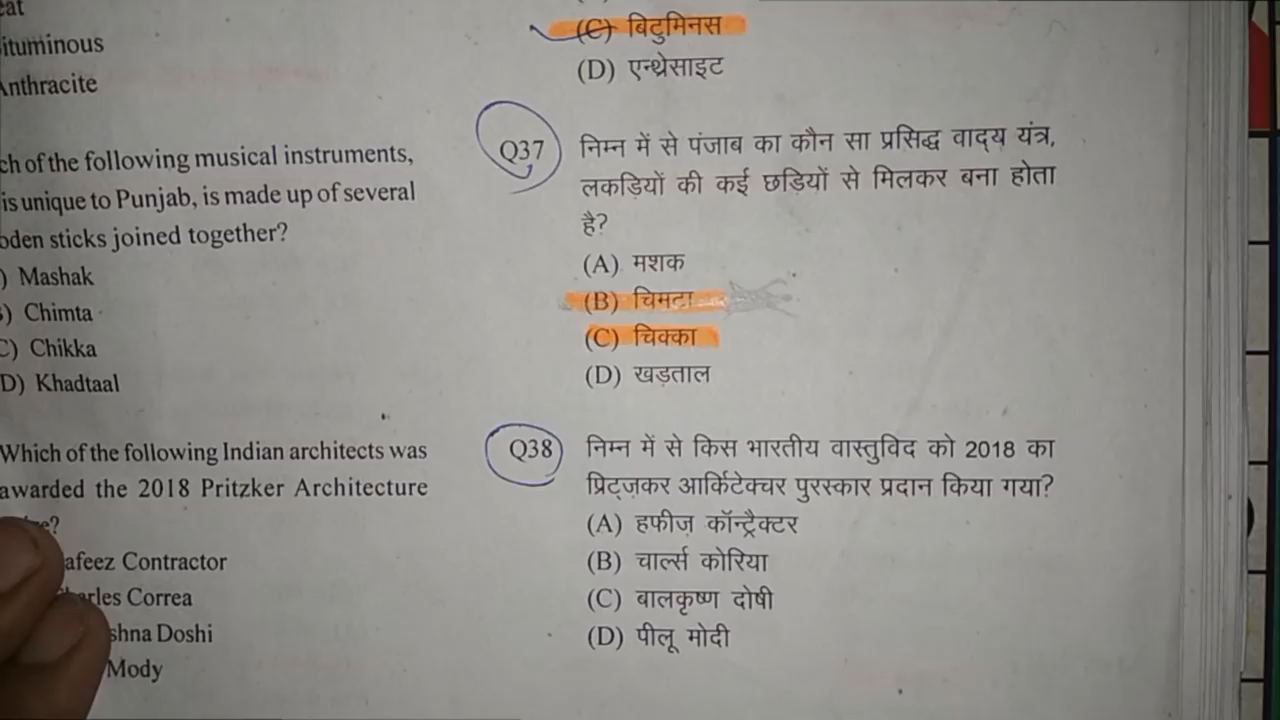 ituminous
Anthracite
ch of the following musical instruments,
is unique to Punjab, is made up of several
oden sticks joined together?
) Mashak
) Chimta
C) Chikka
D) Khadtaal
Which of the following Indian architects was
awarded the 2018 Pritzker Architecture
?
afeez Contractor
arles Correa
shna Doshi
Mody
(C) बिटुमिनस
(D) एन्थ्रेसाइट
Q37 निम्न में से पंजाब का कौन सा प्रसिद्ध वाद्य यंत्र,
लकड़ियों की कई छड़ियों से मिलकर बना होता
है?
(A) मशक
(B) चिमटा
(C) चिक्का
(D) खड़ताल
Q38 निम्न में से किस भारतीय वास्तुविद को 2018 का
प्रिट्ज़कर आर्किटेक्चर पुरस्कार प्रदान किया गया?
(A) हफीज़ कॉन्ट्रैक्टर
(B) चार्ल्स कोरिया
(C) बालकृष्ण दोषी
(D) पीलू मोदी